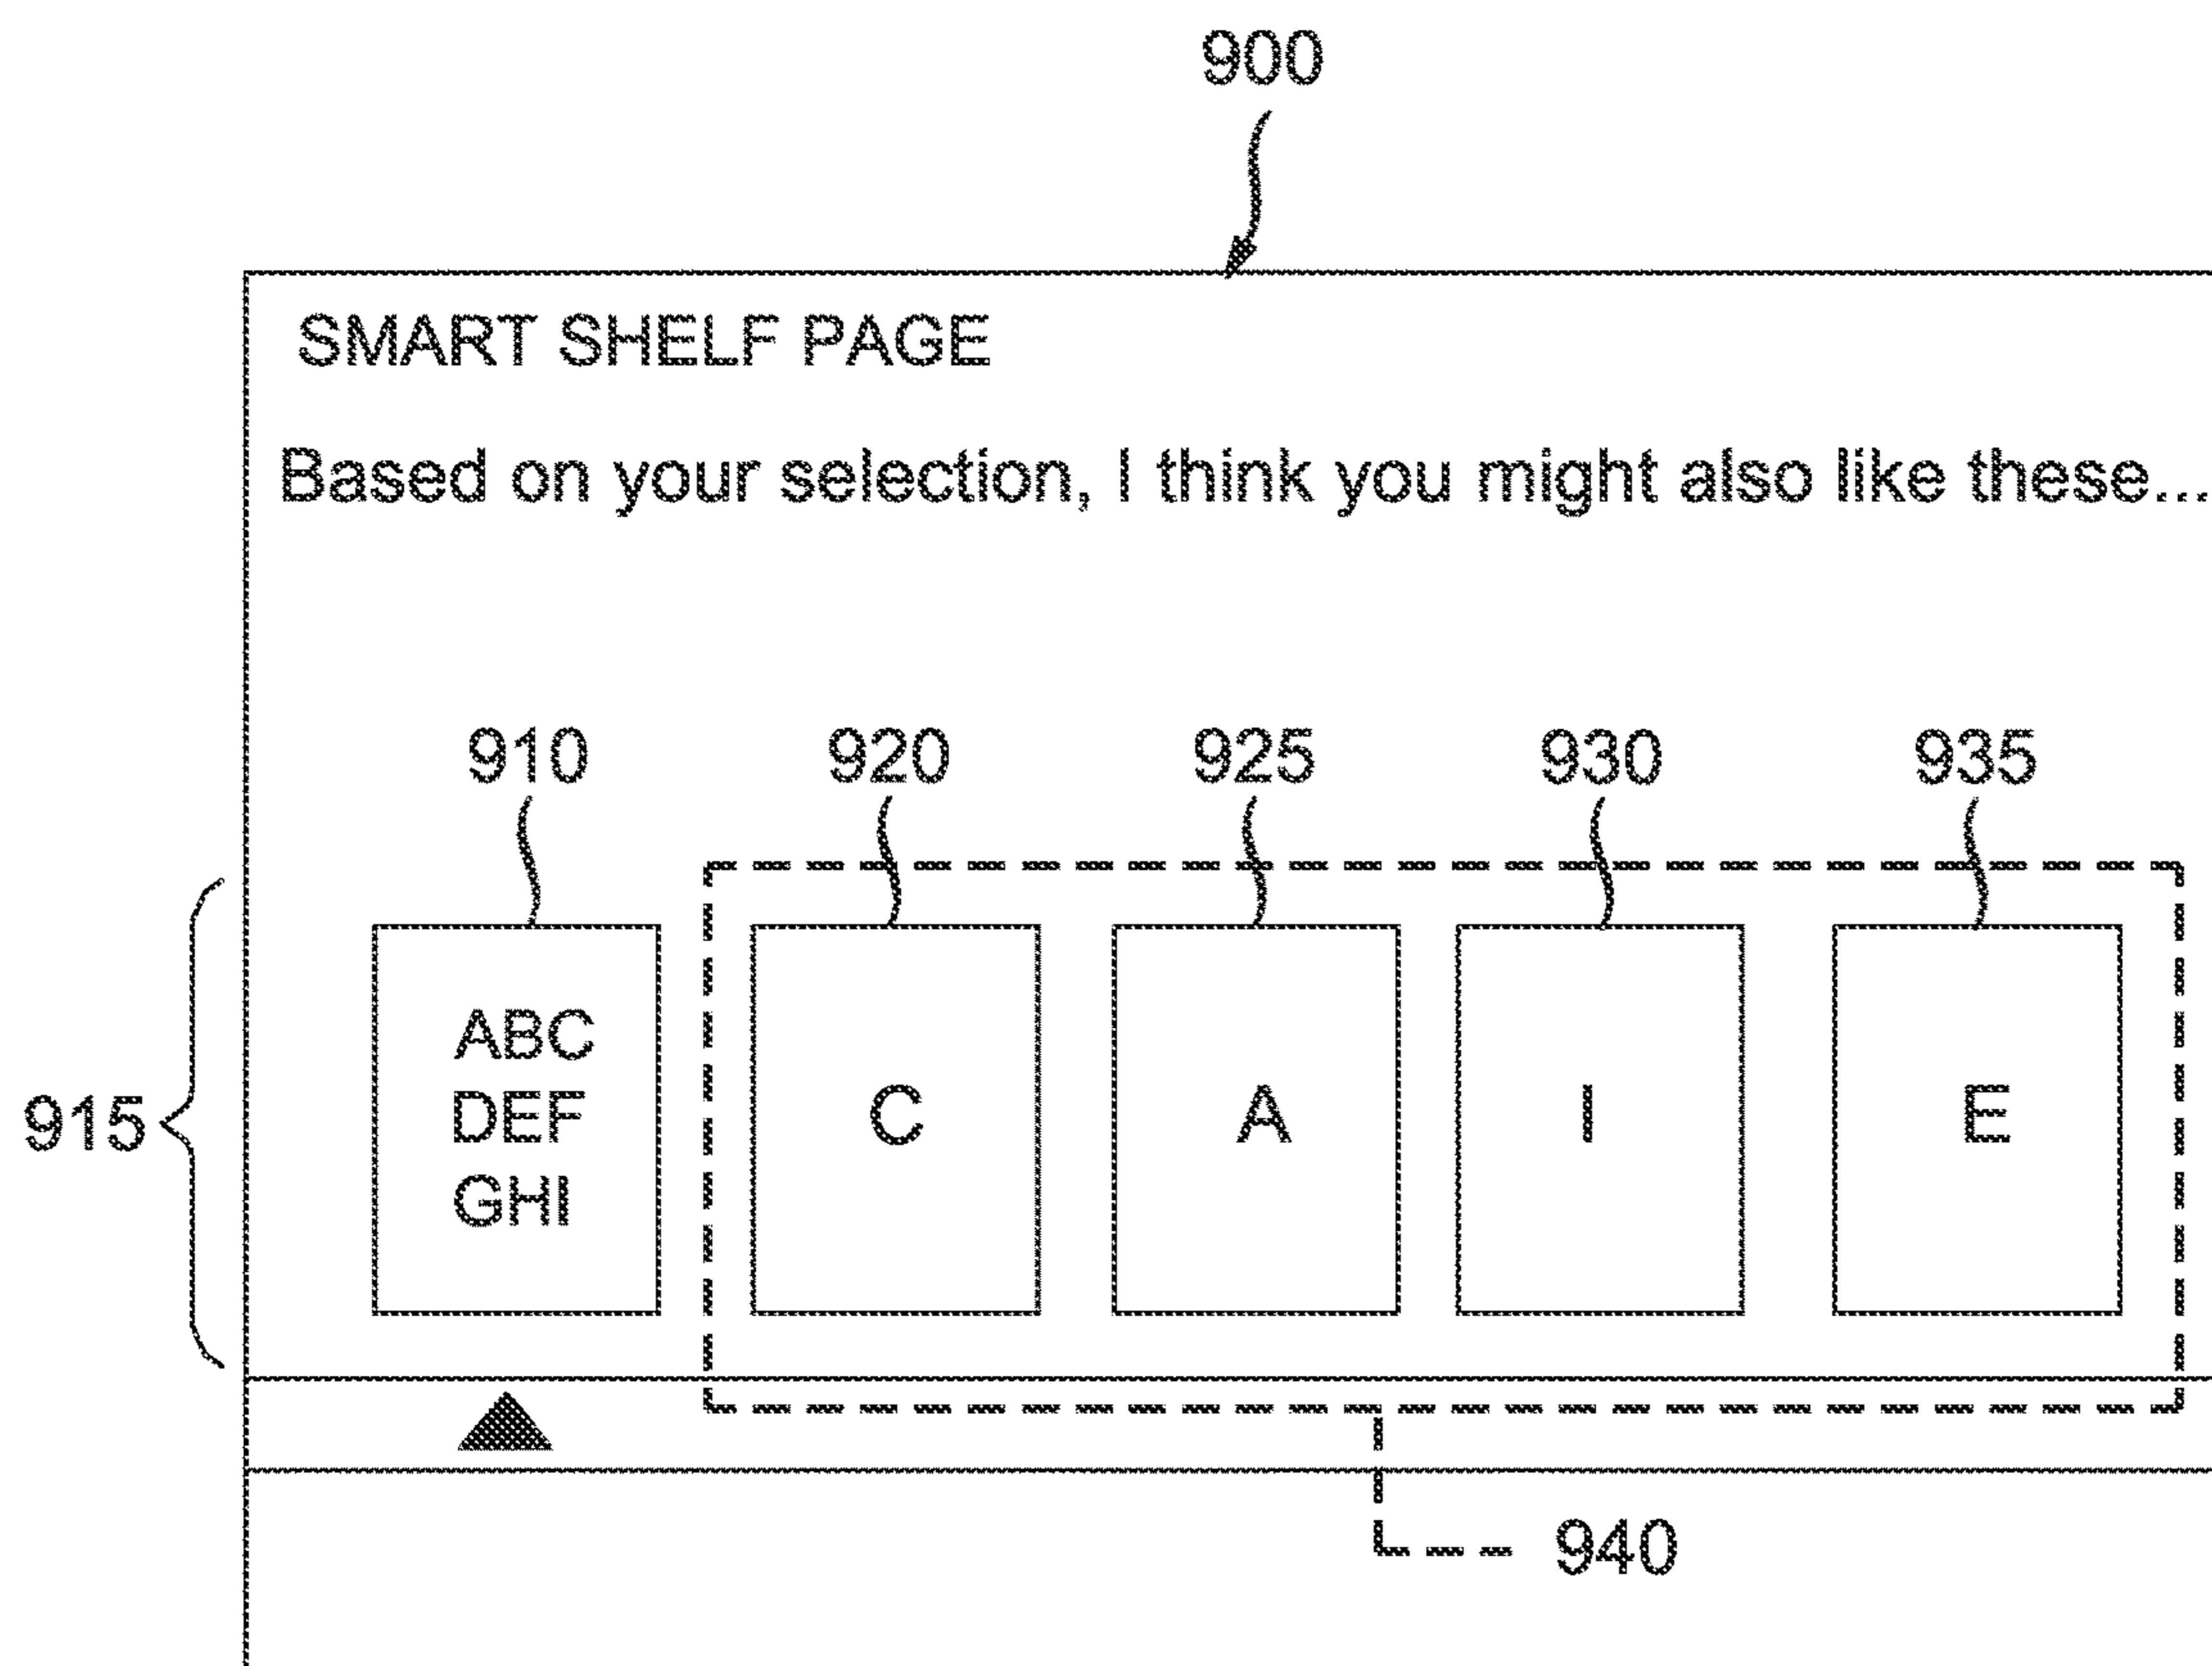 900
SMART SHELF PAGE
Based on your selection, I think you might also like these...
910 920 925 930 935
ABC
DEF
GHI
C A I E
915
940